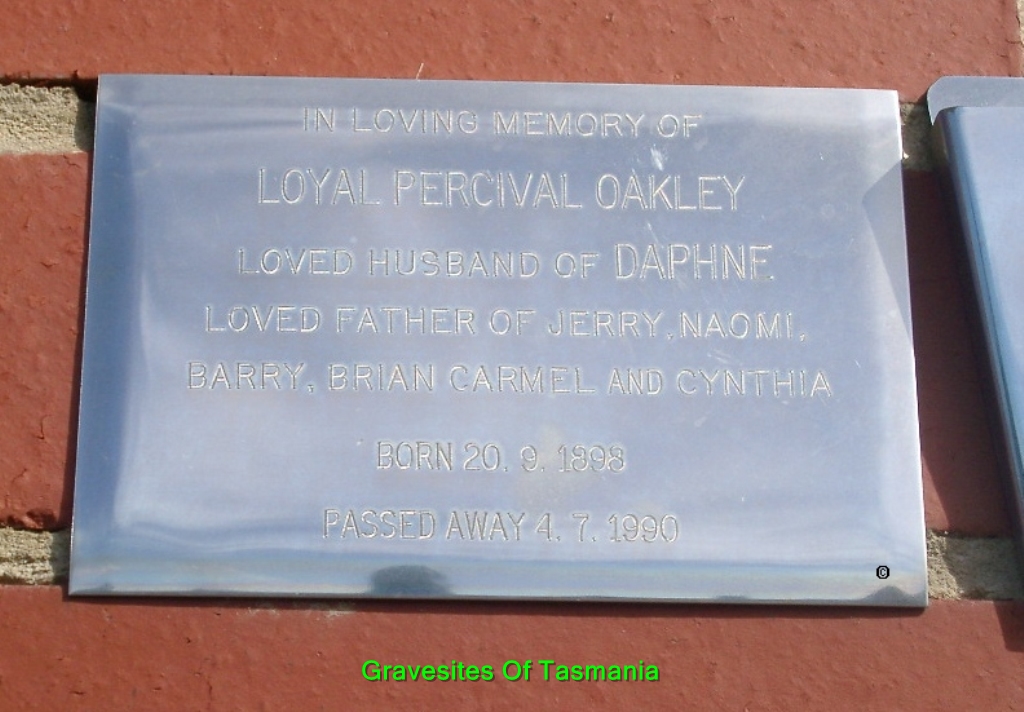 IN LOVING MEMORY OF
LOYAL PERCIVAL OAKLEY
LOVED HUSBAND OF DAPHNE
LOVED FATHER OF JERRY, NAOMI,
BARRY, BRIAN CARMEL AND CYNTHIA
BORN 20. 9. 1898
PASSED AWAY 4. 7. 1990
©
Gravesites Of Tasmania